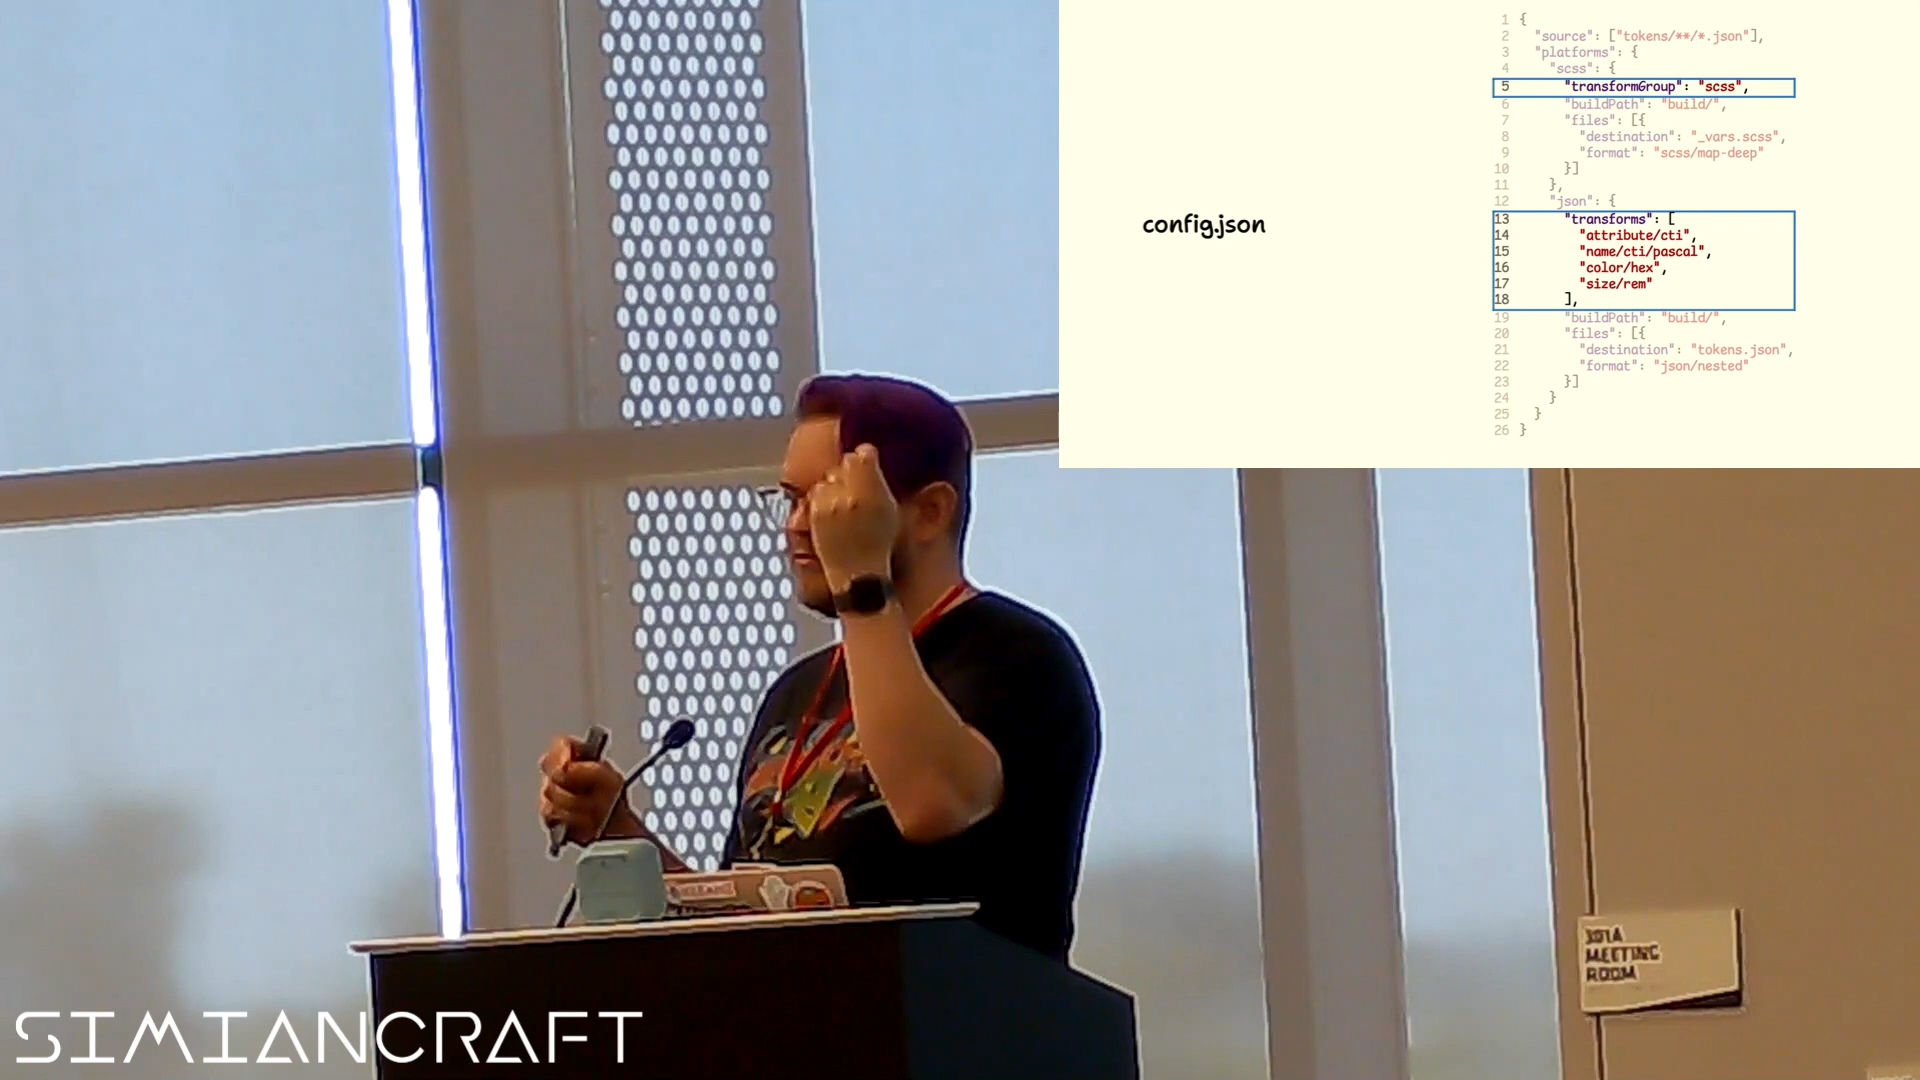 config.json
1 {
2 "source": ["tokens/**/*.json"],
3 "platforms": {
4 "scss": {
5 "transformGroup": "scss",
6 "buildPath": "build/",
7 "files": [{
8 "destination": "_vars.scss",
9 "format": "scss/map-deep"
10 }]
11 },
12 "json": {
13 "transforms": [
14 "attribute/cti",
15 "name/cti/pascal",
16 "color/hex",
17 "size/rem"
18 ],
19 "buildPath": "build/",
20 "files": [{
21 "destination": "tokens.json",
22 "format": "json/nested"
23 }]
24 }
25 }
26 }
301A
MEETING
ROOM
SIMIANCRAFT